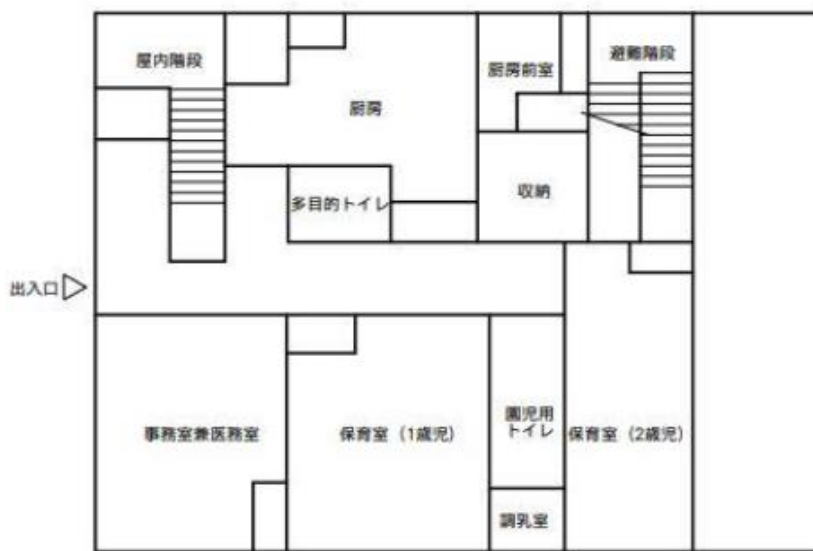 屋内階段
厨房
厨房前室
避難階段
多目的トイレ
収納
出入口
事務室兼医務室
保育室（1歳児）
園児用
トイレ
保育室（2歳児）
調乳室